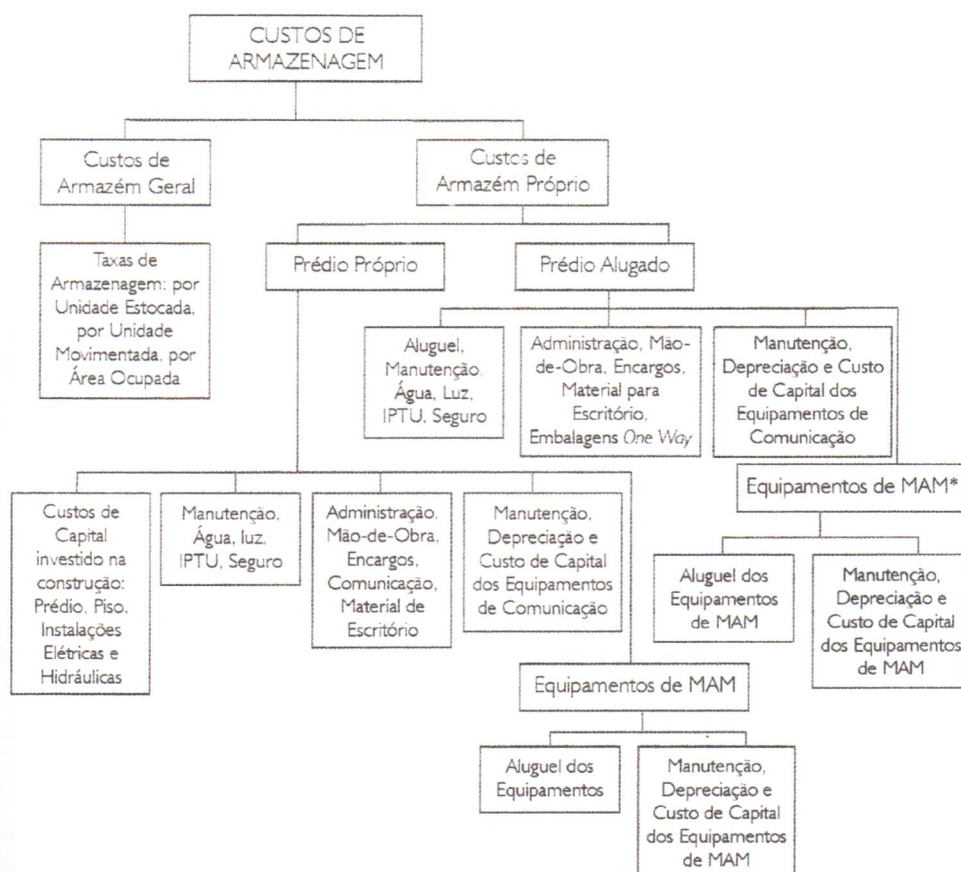 CUSTOS DE
ARMAZENAGEM
Custos de
Armazém Geral
Custos de
Armazém Próprio
Taxas de
Armazenagem: por
Unidade Estocada,
por Unidade
Movimentada, por
Área Ocupada
Prédio Próprio
Prédio Alugado
Aluguel,
Manutenção.
Água, Luz,
IPTU, Seguro
Administração, Mão-
de-Obra, Encargos,
Material para
Escritório,
Embalagens One Way
Manutenção,
Depreciação e Custo
de Capital dos
Equipamentos de
Comunicação
Equipamentos de MAM*
Aluguel dos
Equipamentos
de MAM
Manutenção,
Depreciação e
Custo de Capital
dos Equipamentos
de MAM
Custos de
Capital
investido na
construção:
Prédio, Piso,
Instalações
Elétricas e
Hidráulicas
Manutenção,
Água, luz,
IPTU, Seguro
Administração,
Mão-de-Obra,
Encargos,
Comunicação,
Material de
Escritório
Manutenção,
Depreciação e
Custo de Capital
dos Equipamentos
de Comunicação
Equipamentos de MAM
Aluguel dos
Equipamentos
Manutenção,
Depreciação e
Custo de Capital
dos Equipamentos
de MAM